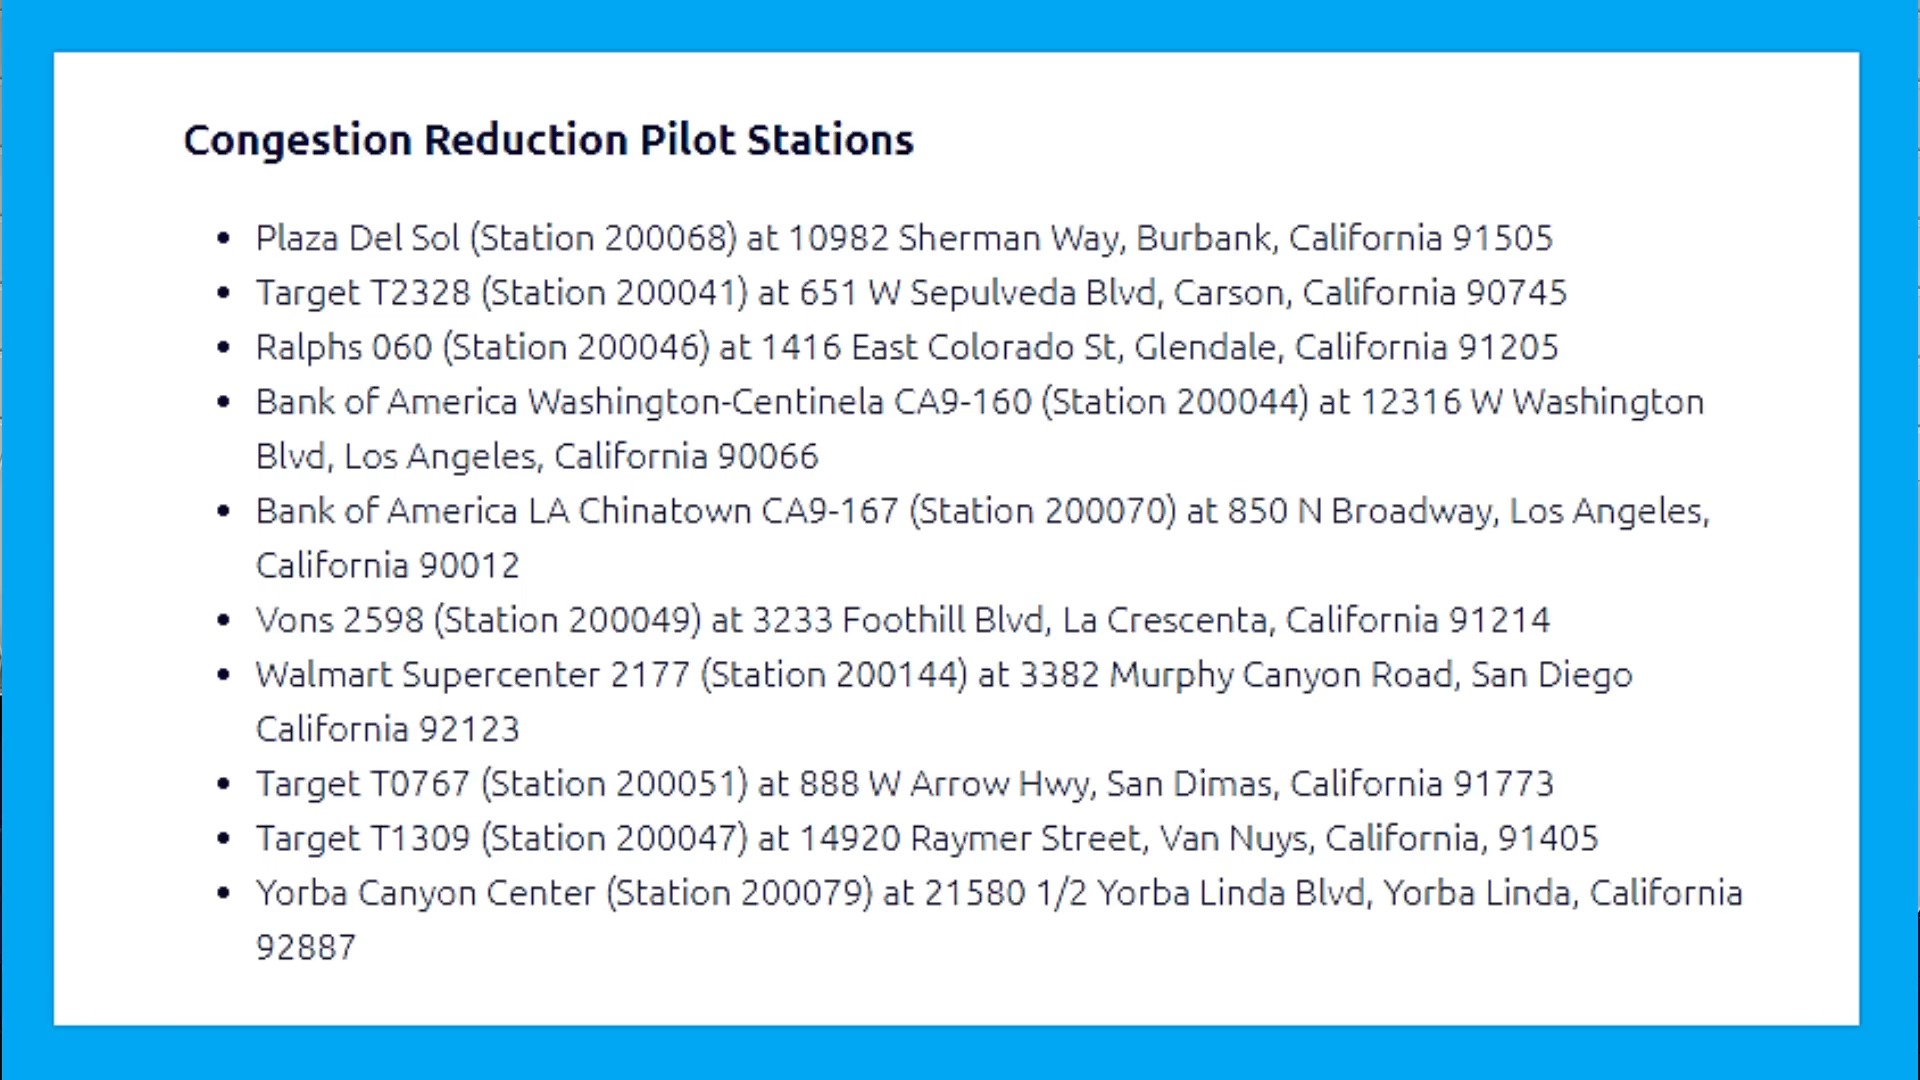 Congestion Reduction Pilot Stations
• Plaza Del Sol (Station 200068) at 10982 Sherman Way, Burbank, California 91505
• Target T2328 (Station 200041) at 651 W Sepulveda Blvd, Carson, California 90745
• Ralphs 060 (Station 200046) at 1416 East Colorado St, Glendale, California 91205
• Bank of America Washington-Centinela CA9-160 (Station 200044) at 12316 W Washington
Blvd, Los Angeles, California 90066
• Bank of America LA Chinatown CA9-167 (Station 200070) at 850 N Broadway, Los Angeles,
California 90012
• Vons 2598 (Station 200049) at 3233 Foothill Blvd, La Crescenta, California 91214
• Walmart Supercenter 2177 (Station 200144) at 3382 Murphy Canyon Road, San Diego
California 92123
• Target T0767 (Station 200051) at 888 W Arrow Hwy, San Dimas, California 91773
• Target T1309 (Station 200047) at 14920 Raymer Street, Van Nuys, California, 91405
• Yorba Canyon Center (Station 200079) at 21580 1/2 Yorba Linda Blvd, Yorba Linda, California
92887